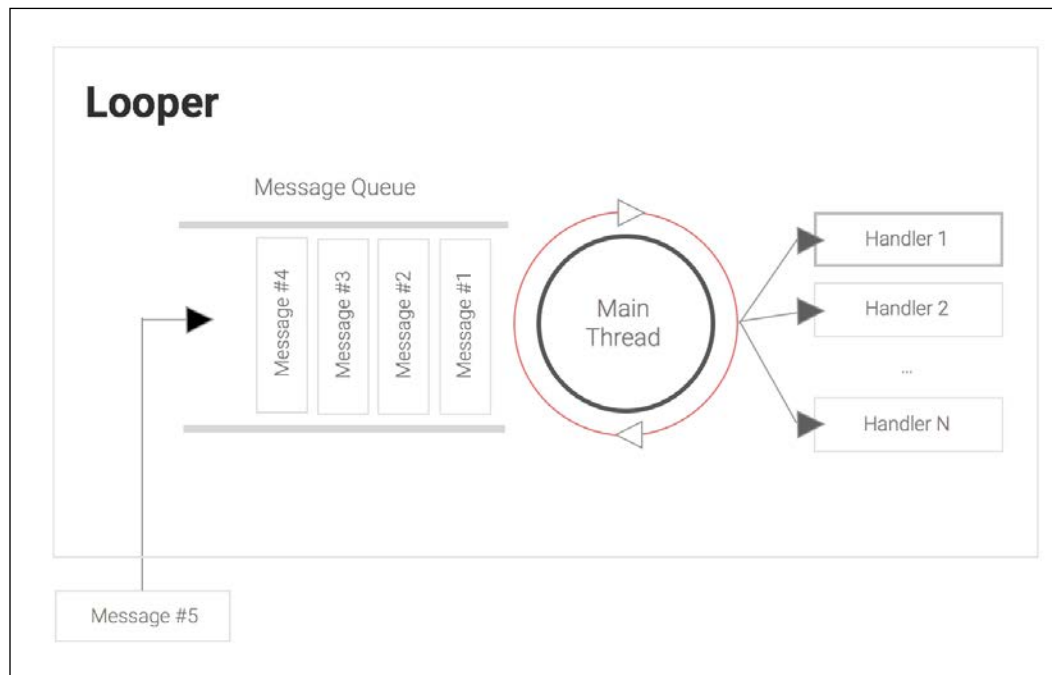 Looper
Message Queue
Message #4
Message #3
Message #2
Message #1
Main
Thread
Handler 1
Handler 2
...
Handler N
Message #5